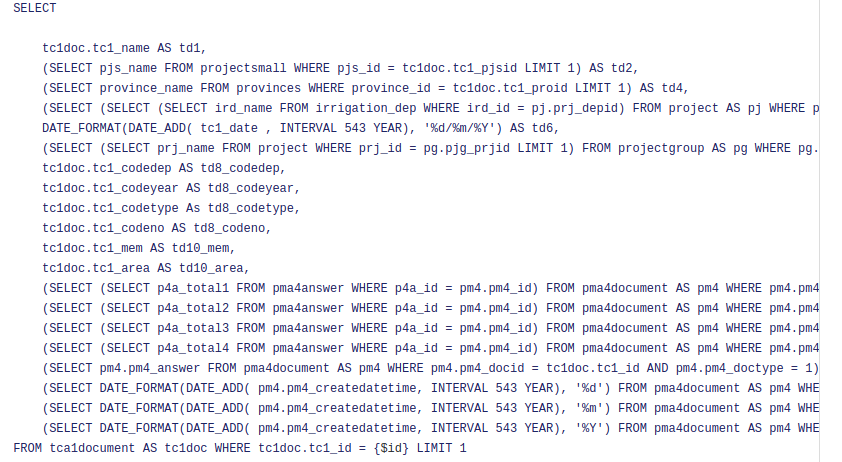 SELECT
tc1doc.tc1_name AS td1,
(SELECT pjs_name FROM projectsmall WHERE pjs_id = tc1doc.tc1_pjsid LIMIT 1) AS td2,
(SELECT province_name FROM provinces WHERE province_id = tc1doc.tc1_proid LIMIT 1) AS td4,
(SELECT (SELECT (SELECT ird_name FROM irrigation_dep WHERE ird_id = pj.prj_depid) FROM project AS pj WHERE p
DATE_FORMAT(DATE_ADD( tc1_date , INTERVAL 543 YEAR), '%d/%m/%Y') AS td6,
(SELECT (SELECT prj_name FROM project WHERE prj_id = pg.pjg_prjid LIMIT 1) FROM projectgroup AS pg WHERE pg.
tc1doc.tc1_codedep AS td8_codedep,
tc1doc.tc1_codeyear AS td8_codeyear,
tc1doc.tc1_codetype As td8_codetype,
tc1doc.tc1_codeno AS td8_codeno,
tc1doc.tc1_mem AS td10_mem,
tc1doc.tc1_area AS td10_area,
(SELECT (SELECT p4a_total1 FROM pma4answer WHERE p4a_id = pm4.pm4_id) FROM pma4document AS pm4 WHERE pm4.pm4
(SELECT (SELECT p4a_total2 FROM pma4answer WHERE p4a_id = pm4.pm4_id) FROM pma4document AS pm4 WHERE pm4.pm4
(SELECT (SELECT p4a_total3 FROM pma4answer WHERE p4a_id = pm4.pm4_id) FROM pma4document AS pm4 WHERE pm4.pm4
(SELECT (SELECT p4a_total4 FROM pma4answer WHERE p4a_id = pm4.pm4_id) FROM pma4document AS pm4 WHERE pm4.pm4
(SELECT pm4.pm4_answer FROM pma4document AS pm4 WHERE pm4.pm4_docid = tc1doc.tc1_id AND pm4.pm4_doctype = 1)
(SELECT DATE_FORMAT(DATE_ADD( pm4.pm4_createdatetime, INTERVAL 543 YEAR), '%d') FROM pma4document AS pm4 WHE
(SELECT DATE_FORMAT(DATE_ADD( pm4.pm4_createdatetime, INTERVAL 543 YEAR), '%m') FROM pma4document AS pm4 WHE
(SELECT DATE_FORMAT(DATE_ADD( pm4.pm4_createdatetime, INTERVAL 543 YEAR), '%Y') FROM pma4document AS pm4 WHE
FROM tca1document AS tc1doc WHERE tc1doc.tc1_id = {$id} LIMIT 1